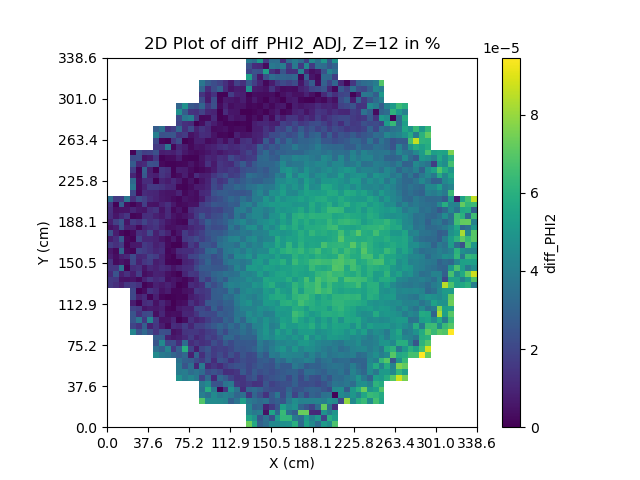 2D Plot of diff_PHI2_ADJ, Z=12 in %
1e−5
338.6
301.0
263.4
225.8
188.1
150.5
112.9
75.2
37.6
0.0
Y (cm)
0.0 37.6 75.2 112.9 150.5 188.1 225.8 263.4 301.0 338.6
X (cm)
8
6
4
2
0
diff_PHI2